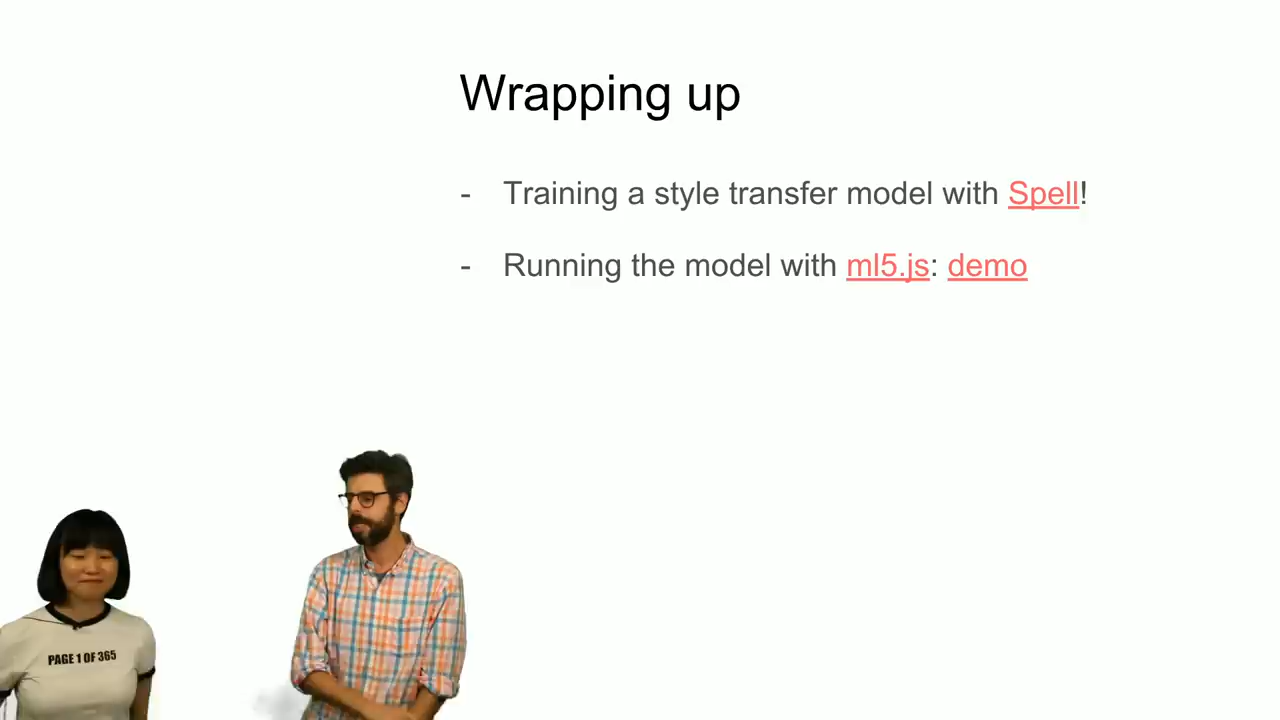 Wrapping up
- Training a style transfer model with Spell!
- Running the model with ml5.js: demo
PAGE 1 OF 365